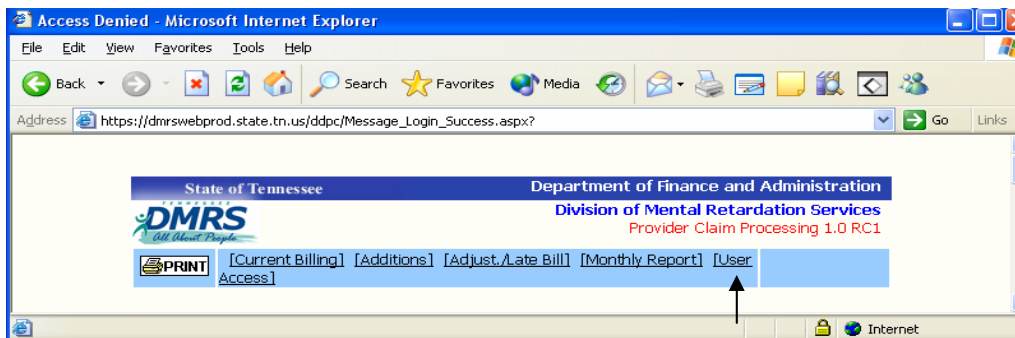 Access Denied - Microsoft Internet Explorer
File Edit View Favorites Tools Help
Back Search Favorites Media
Address https://dmrswebprod.state.tn.us/ddpc/Message_Login_Success.aspx? Go Links
State of Tennessee Department of Finance and Administration
TENNESSEE
DMRS Division of Mental Retardation Services
All About People Provider Claim Processing 1.0 RC1
PRINT [Current Billing] [Additions] [Adjust./Late Bill] [Monthly Report] [User
Access]
Internet